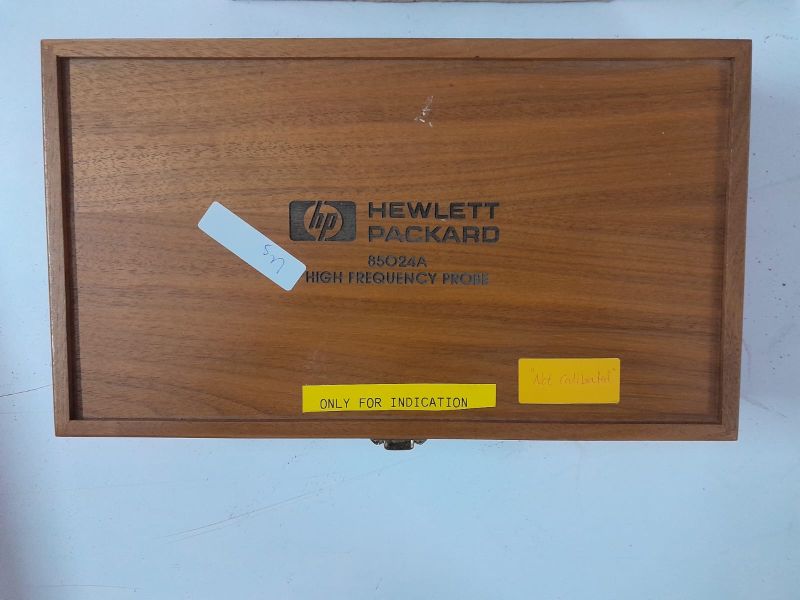 hp HEWLETT
PACKARD
85024A
HIGH FREQUENCY PROBE
ONLY FOR INDICATION
"Not Calibrated"